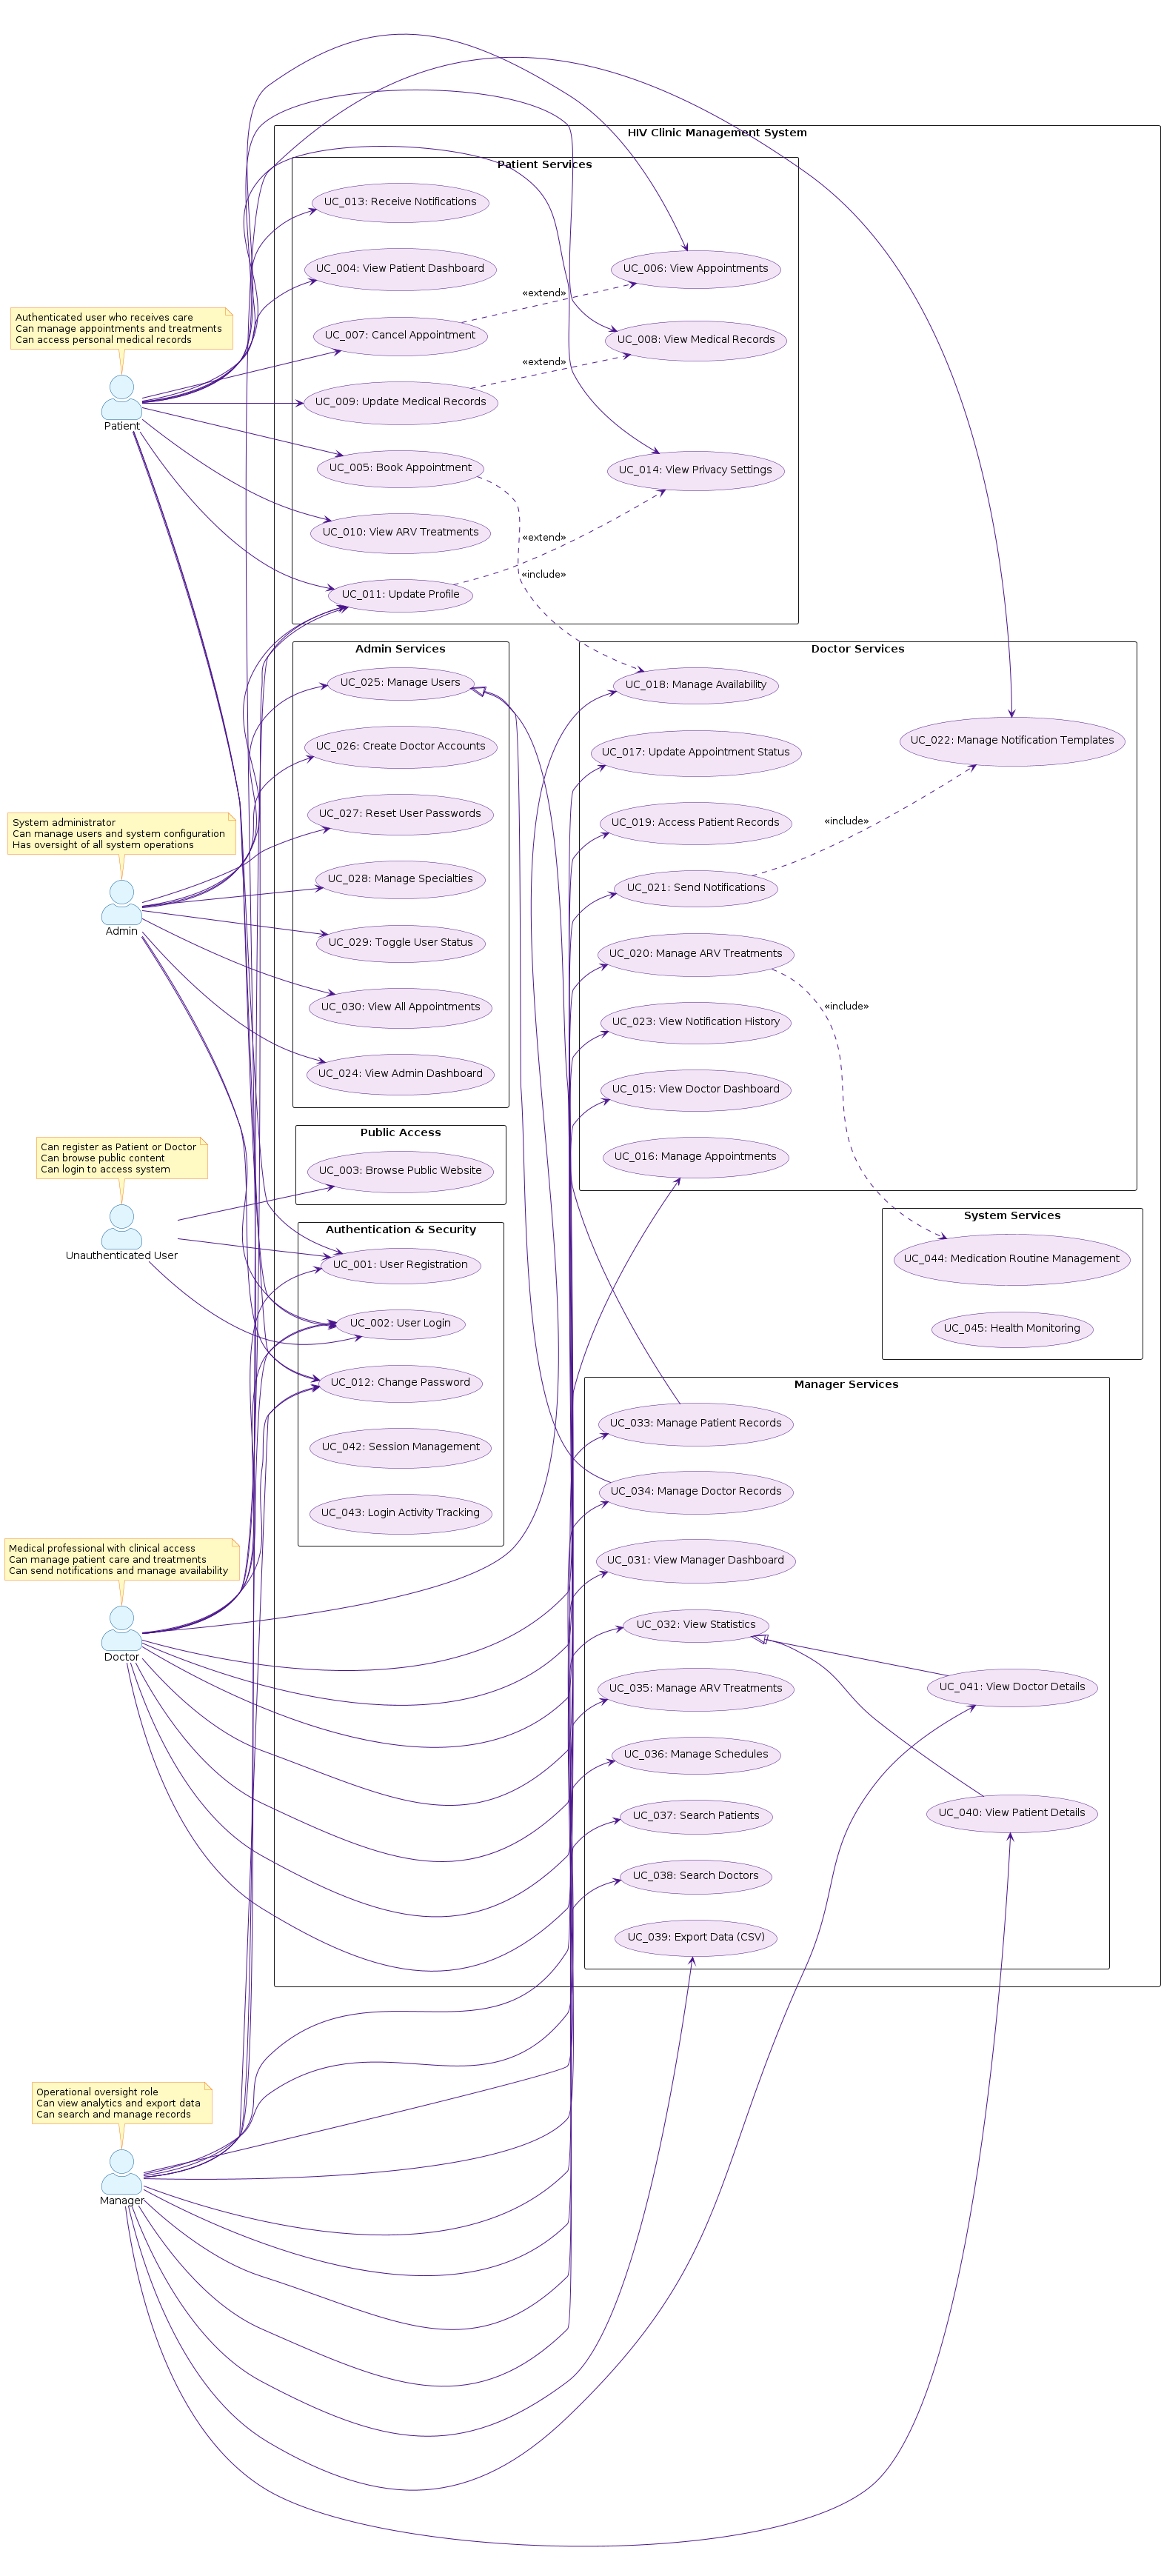 HIV Clinic Management System
Patient Services
UC_013: Receive Notifications
UC_004: View Patient Dashboard
UC_006: View Appointments
«extend»
UC_007: Cancel Appointment
UC_008: View Medical Records
«extend»
UC_009: Update Medical Records
UC_005: Book Appointment
UC_014: View Privacy Settings
UC_010: View ARV Treatments
«extend»
«include»
UC_011: Update Profile
Authenticated user who receives care
Can manage appointments and treatments
Can access personal medical records
Patient
Admin Services
UC_025: Manage Users
UC_026: Create Doctor Accounts
UC_027: Reset User Passwords
UC_028: Manage Specialties
UC_029: Toggle User Status
UC_030: View All Appointments
UC_024: View Admin Dashboard
Doctor Services
UC_018: Manage Availability
UC_017: Update Appointment Status
UC_022: Manage Notification Templates
UC_019: Access Patient Records
«include»
UC_021: Send Notifications
UC_020: Manage ARV Treatments
«include»
UC_023: View Notification History
UC_015: View Doctor Dashboard
UC_016: Manage Appointments
System administrator
Can manage users and system configuration
Has oversight of all system operations
Admin
Public Access
UC_003: Browse Public Website
Can register as Patient or Doctor
Can browse public content
Can login to access system
Unauthenticated User
Authentication & Security
UC_001: User Registration
UC_002: User Login
UC_012: Change Password
UC_042: Session Management
UC_043: Login Activity Tracking
System Services
UC_044: Medication Routine Management
UC_045: Health Monitoring
Manager Services
UC_033: Manage Patient Records
UC_034: Manage Doctor Records
UC_031: View Manager Dashboard
UC_032: View Statistics
UC_035: Manage ARV Treatments
UC_041: View Doctor Details
UC_036: Manage Schedules
UC_037: Search Patients
UC_040: View Patient Details
UC_038: Search Doctors
UC_039: Export Data (CSV)
Medical professional with clinical access
Can manage patient care and treatments
Can send notifications and manage availability
Doctor
Operational oversight role
Can view analytics and export data
Can search and manage records
Manager